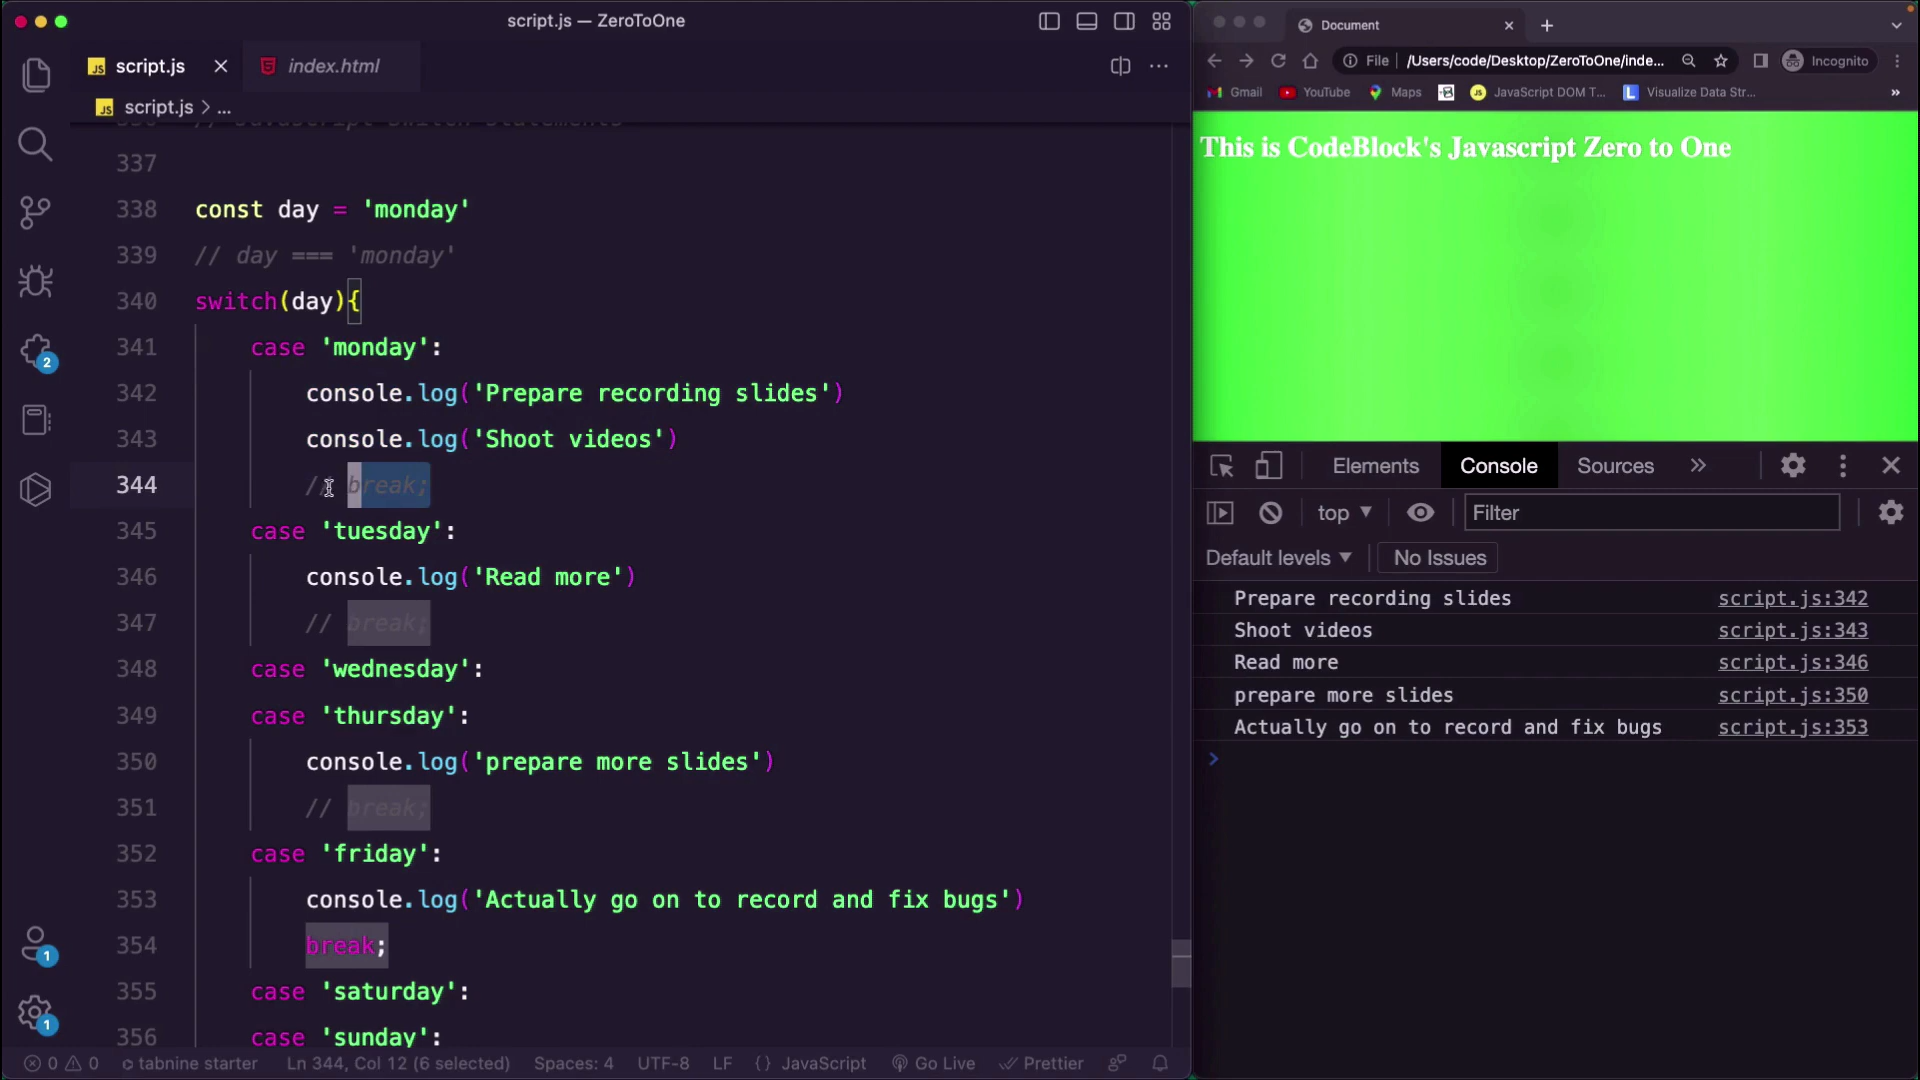 script.js — ZeroToOne
script.js
index.html
script.js > ...
// JavaScript Switch Statements
337
338 const day = 'monday'
339 // day === 'monday'
340 switch(day){
341 case 'monday':
342 console.log('Prepare recording slides')
343 console.log('Shoot videos')
344 // break;
345 case 'tuesday':
346 console.log('Read more')
347 // break;
348 case 'wednesday':
349 case 'thursday':
350 console.log('prepare more slides')
351 // break;
352 case 'friday':
353 console.log('Actually go on to record and fix bugs')
354 break;
355 case 'saturday':
356 case 'sunday':
2
1
1
0 0 tabnine starter Ln 344, Col 12 (6 selected) Spaces: 4 UTF-8 LF {} JavaScript Go Live Prettier
Document
File /Users/code/Desktop/ZeroToOne/inde... Incognito
Gmail YouTube Maps JavaScript DOM T... Visualize Data Str... »
This is CodeBlock's Javascript Zero to One
Elements Console Sources »
top Filter
Default levels No Issues
Prepare recording slides script.js:342
Shoot videos script.js:343
Read more script.js:346
prepare more slides script.js:350
Actually go on to record and fix bugs script.js:353